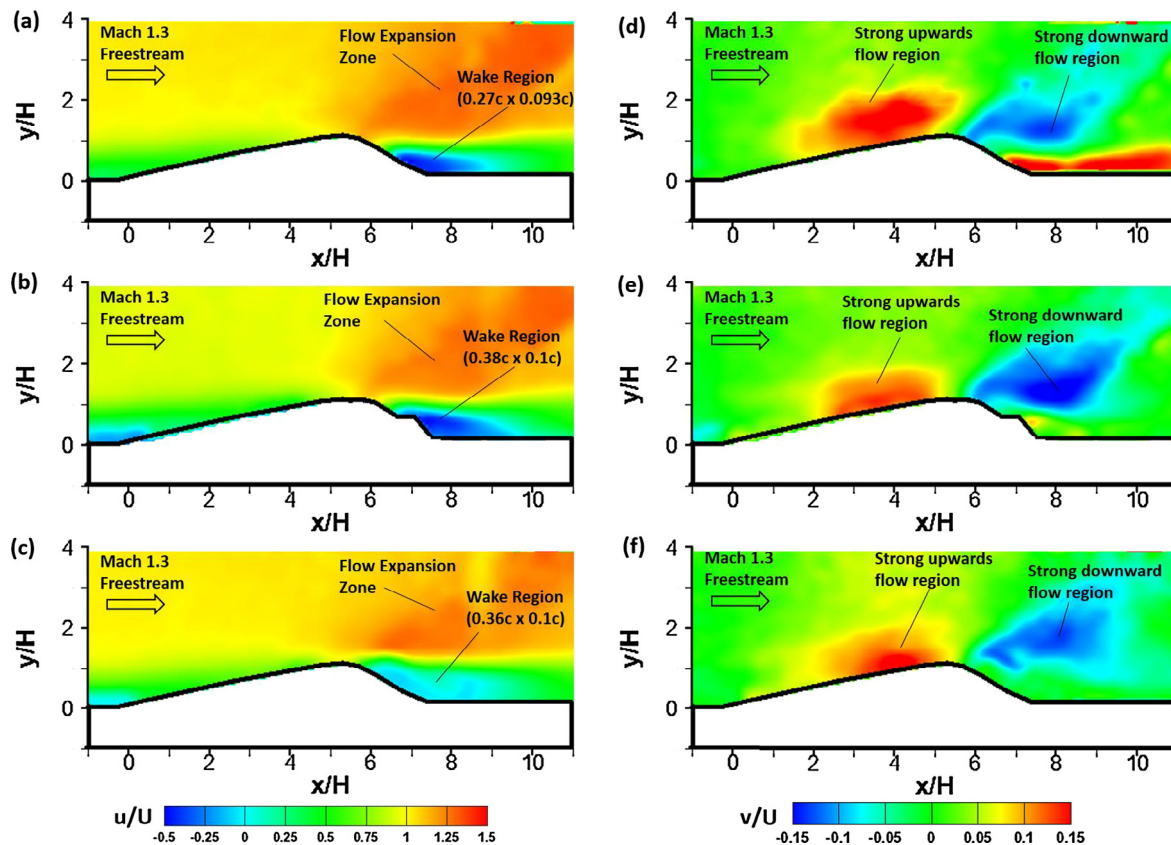 (a)
4
2
0
y/H
Mach 1.3
Freestream
Flow Expansion
Zone
Wake Region
(0.27c x 0.093c)
0 2 4 6 8 10
x/H
(d)
4
2
0
y/H
Mach 1.3
Freestream
Strong upwards
flow region
Strong downward
flow region
0 2 4 6 8 10
x/H
(b)
4
2
0
y/H
Mach 1.3
Freestream
Flow Expansion
Zone
Wake Region
(0.38c x 0.1c)
0 2 4 6 8 10
x/H
(e)
4
2
0
y/H
Mach 1.3
Freestream
Strong upwards
flow region
Strong downward
flow region
0 2 4 6 8 10
x/H
(c)
4
2
0
y/H
Mach 1.3
Freestream
Flow Expansion
Zone
Wake Region
(0.36c x 0.1c)
0 2 4 6 8 10
x/H
(f)
4
2
0
y/H
Mach 1.3
Freestream
Strong upwards
flow region
Strong downward
flow region
0 2 4 6 8 10
x/H
u/U
-0.5 -0.25 0 0.25 0.5 0.75 1 1.25 1.5
v/U
-0.15 -0.1 -0.05 0 0.05 0.1 0.15